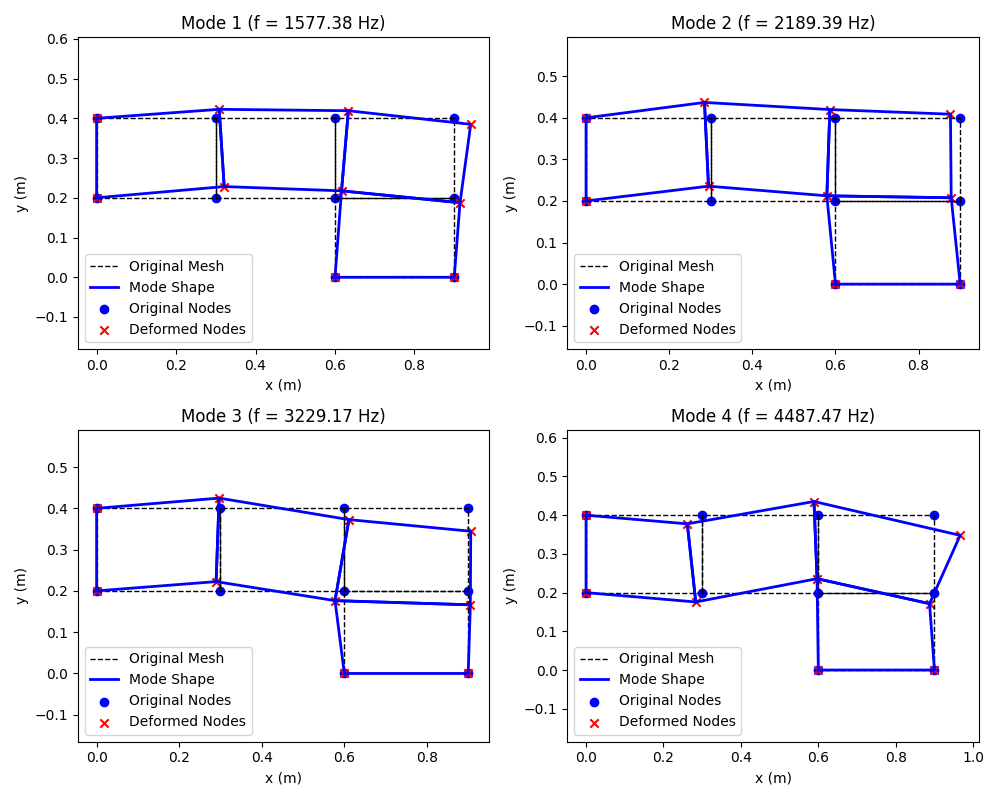 Mode 1 (f = 1577.38 Hz)
0.6
0.5
0.4
0.3
0.2
0.1
0.0
−0.1
y (m)
Original Mesh
Mode Shape
Original Nodes
Deformed Nodes
0.0 0.2 0.4 0.6 0.8
x (m)
Mode 2 (f = 2189.39 Hz)
0.5
0.4
0.3
0.2
0.1
0.0
−0.1
y (m)
Original Mesh
Mode Shape
Original Nodes
Deformed Nodes
0.0 0.2 0.4 0.6 0.8
x (m)
Mode 3 (f = 3229.17 Hz)
0.5
0.4
0.3
0.2
0.1
0.0
−0.1
y (m)
Original Mesh
Mode Shape
Original Nodes
Deformed Nodes
0.0 0.2 0.4 0.6 0.8
x (m)
Mode 4 (f = 4487.47 Hz)
0.6
0.5
0.4
0.3
0.2
0.1
0.0
−0.1
y (m)
Original Mesh
Mode Shape
Original Nodes
Deformed Nodes
0.0 0.2 0.4 0.6 0.8 1.0
x (m)